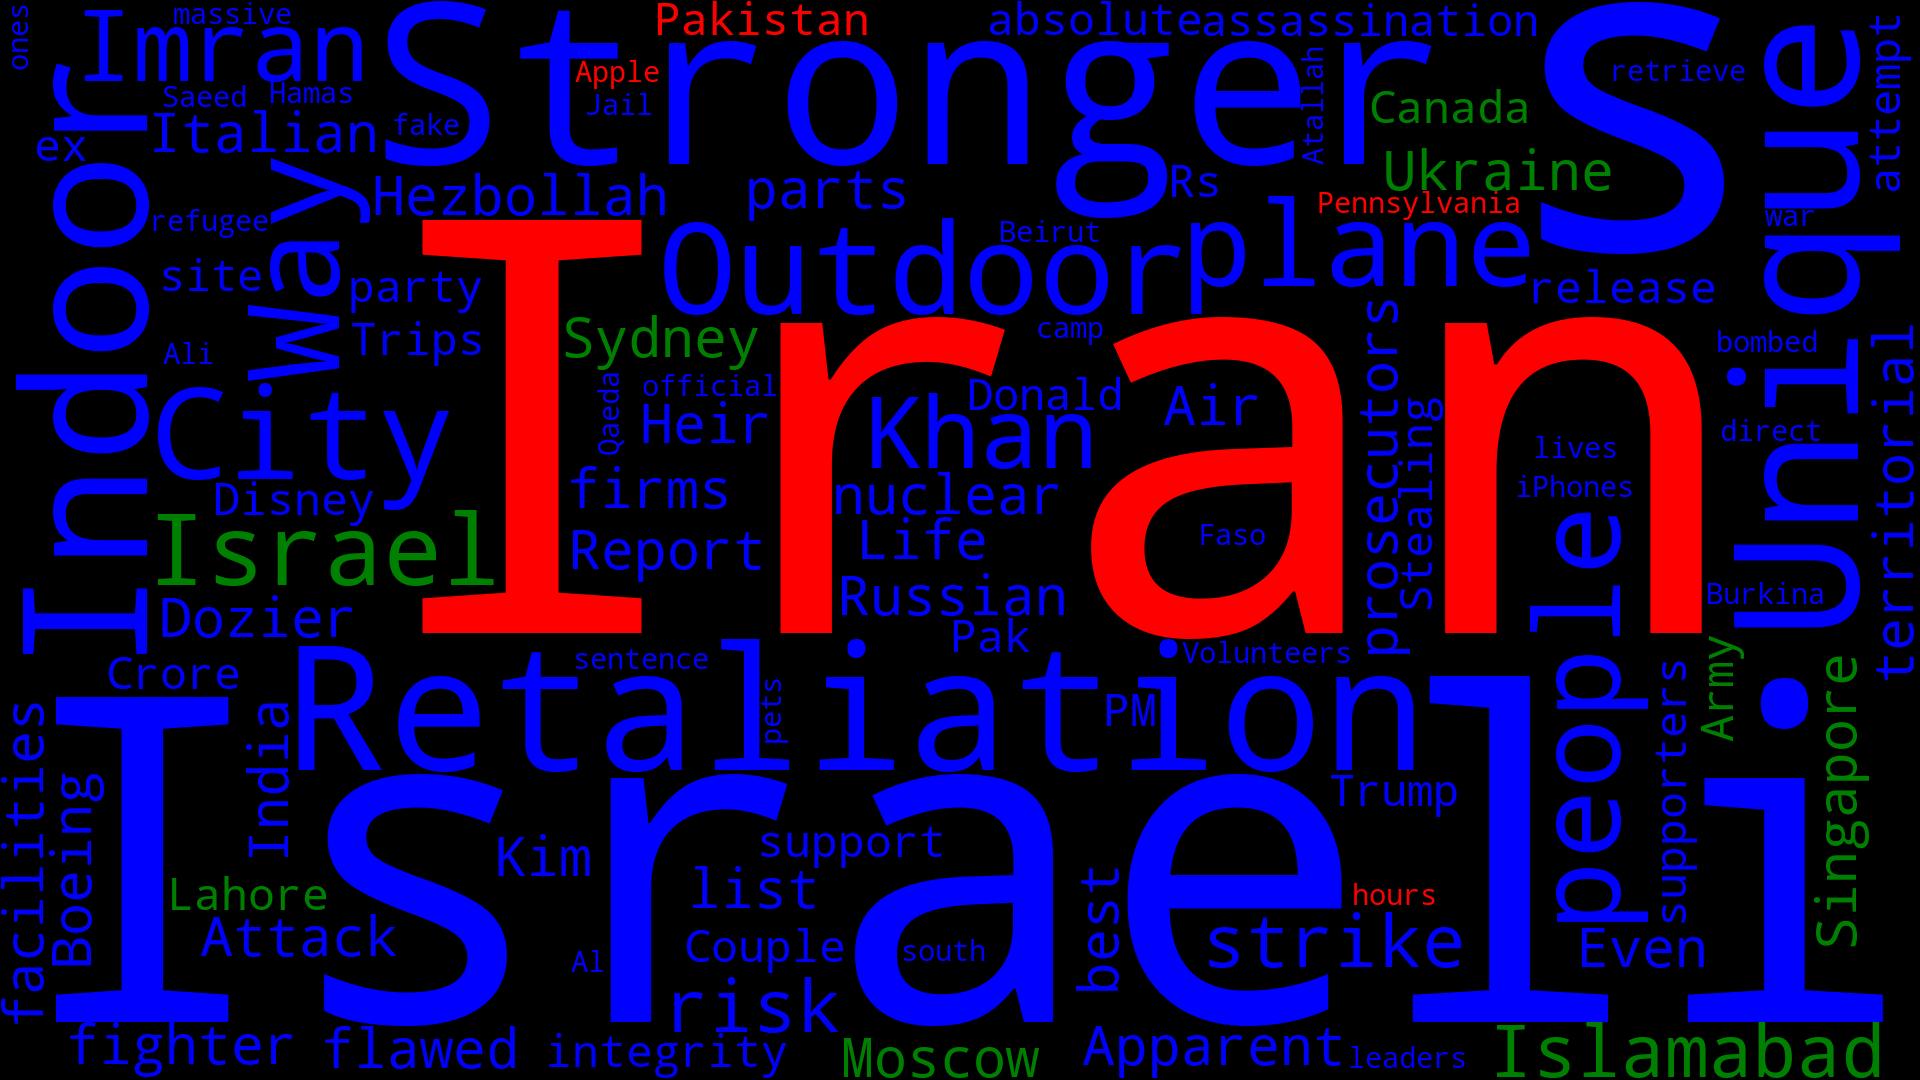 ones
massive
Imran
Stronger
Pakistan
absolute
assassination
S
Unique
attempt
Apple
Jail
Atallah
retrieve
Canada
Saeed
Hamas
fake
Italian
ex
Indoor
Way
Hezbollah
parts
Rs
Ukraine
Pennsylvania
war
refugee
Iran
Outdoor
Beirut
plane
site
party
release
Trips
Sydney
camp
prosecutors
bombed
territorial
Ali
City
Qaeda
official
Heir
Donald
Khan
Air
Stealing
direct
lives
iPhones
Disney
firms
nuclear
Israel
Report
Life
Faso
people
Dozier
Russian
Burkina
Pak
Crore
Retaliation
sentence
Volunteers
supporters
Army
Singapore
facilities
Boeing
India
pets
PM
Trump
Israeli
Kim
support
list
best
Lahore
hours
Attack
Al
Couple
south
strike
Even
risk
fighter
flawed
integrity
Moscow
Apparent
leaders
Islamabad